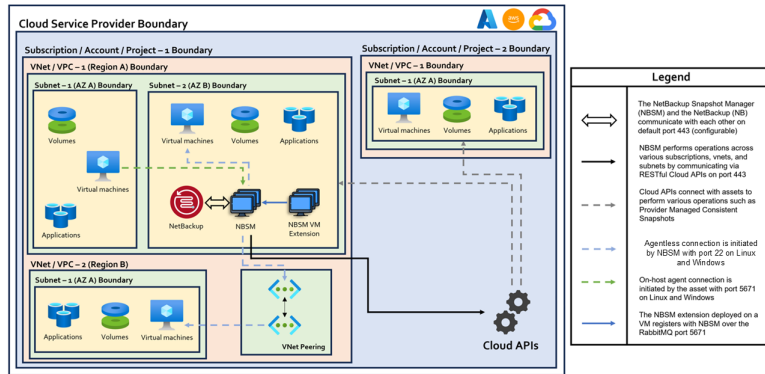 Cloud Service Provider Boundary
aws
Subscription / Account / Project – 1 Boundary
VNet / VPC – 1 (Region A) Boundary
Subnet – 1 (AZ A) Boundary
Volumes
Virtual machines
Applications
Subnet – 2 (AZ B) Boundary
Virtual machines
Volumes
Applications
NetBackup
NBSM
NBSM VM
Extension
VNet / VPC – 2 (Region B)
Subnet – 1 (AZ A) Boundary
Applications
Volumes
Virtual machines
VNet Peering
Subscription / Account / Project – 2 Boundary
VNet / VPC – 1 Boundary
Subnet – 1 (AZ A) Boundary
Virtual machines
Volumes
Applications
Cloud APIs
Legend
The NetBackup Snapshot Manager
(NBSM) and the NetBackup (NB)
communicate with each other on
default port 443 (configurable)
NBSM performs operations across
various subscriptions, vnets, and
subnets by communicating via
RESTful Cloud APIs on port 443
Cloud APIs connect with assets to
perform various operations such as
Provider Managed Consistent
Snapshots
Agentless connection is initiated
by NBSM with port 22 on Linux
and Windows
On-host agent connection is
initiated by the asset with port 5671
on Linux and Windows
The NBSM extension deployed on a
VM registers with NBSM over the
RabbitMQ port 5671